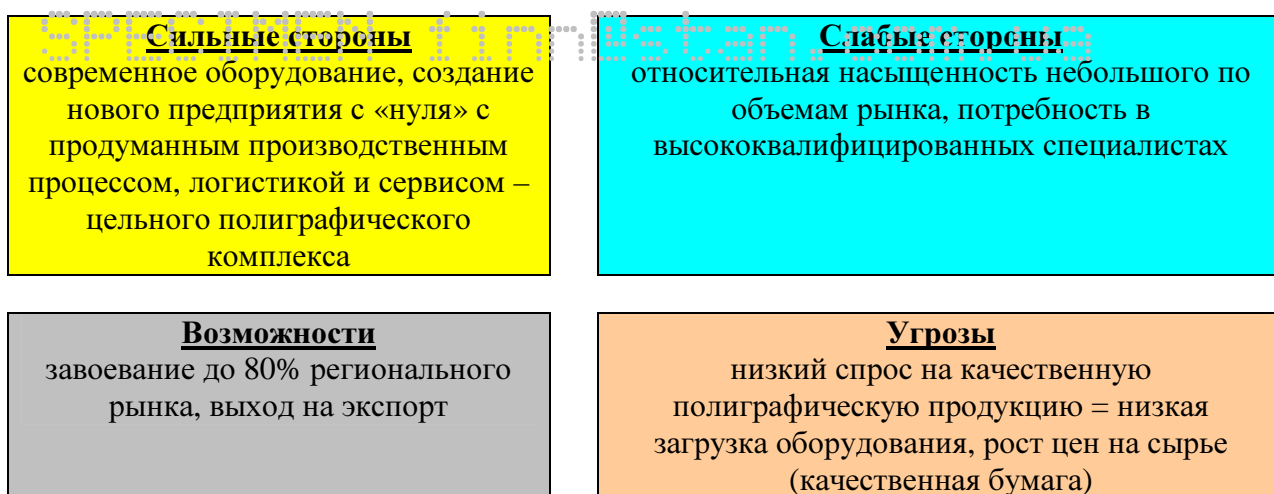 Сильные стороны
современное оборудование, создание
нового предприятия с «нуля» с
продуманным производственным
процессом, логистикой и сервисом –
цельного полиграфического
комплекса
Слабые стороны
относительная насыщенность небольшого по
объемам рынка, потребность в
высококвалифицированных специалистах
Возможности
завоевание до 80% регионального
рынка, выход на экспорт
Угрозы
низкий спрос на качественную
полиграфическую продукцию = низкая
загрузка оборудования, рост цен на сырье
(качественная бумага)